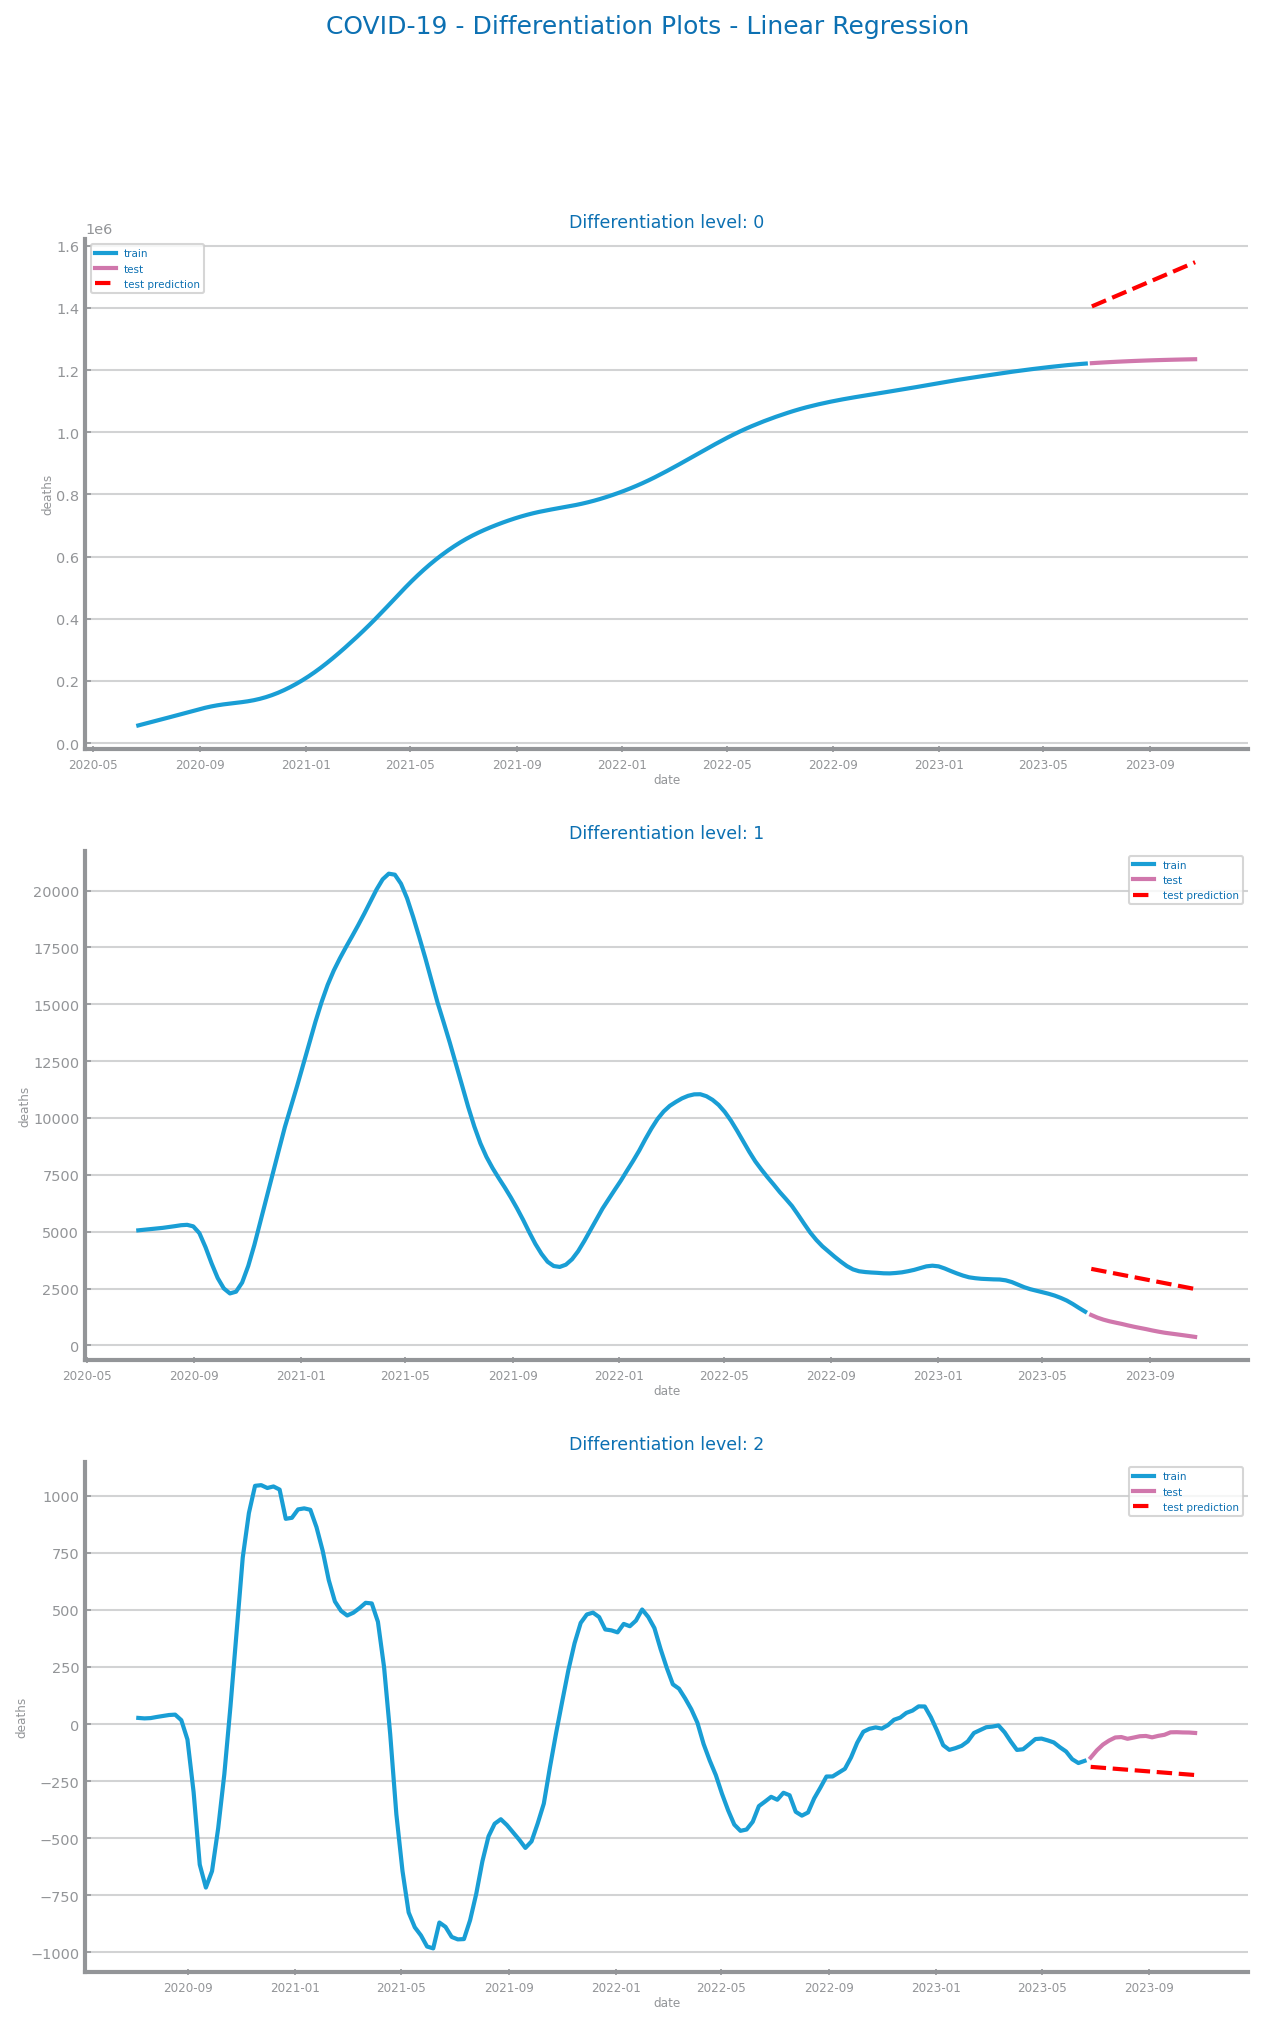 COVID-19 - Differentiation Plots - Linear Regression
Differentiation level: 0
1e6
1.6
1.4
1.2
1.0
0.8
0.6
0.4
0.2
0.0
deaths
train
test
test prediction
2020-05 2020-09 2021-01 2021-05 2021-09 2022-01 2022-05 2022-09 2023-01 2023-05 2023-09
date
Differentiation level: 1
20000
17500
15000
12500
10000
7500
5000
2500
0
deaths
train
test
test prediction
2020-05 2020-09 2021-01 2021-05 2021-09 2022-01 2022-05 2022-09 2023-01 2023-05 2023-09
date
Differentiation level: 2
1000
750
500
250
0
−250
−500
−750
−1000
deaths
train
test
test prediction
2020-09 2021-01 2021-05 2021-09 2022-01 2022-05 2022-09 2023-01 2023-05 2023-09
date